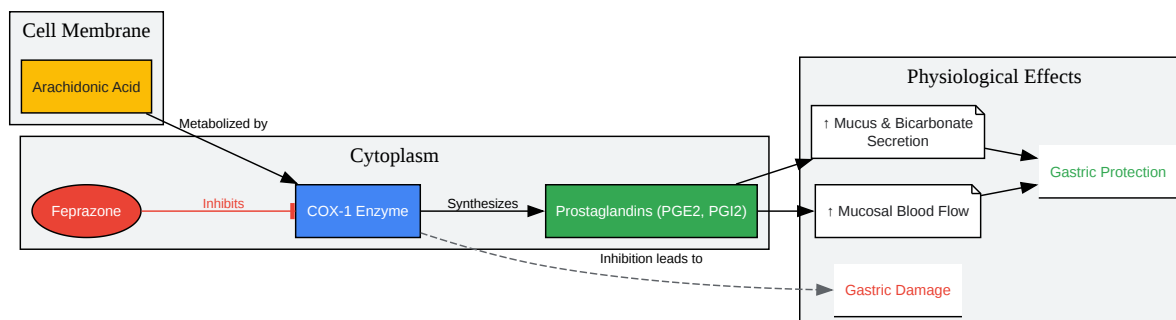 Cell Membrane
Arachidonic Acid
Metabolized by
Cytoplasm
Feprazone
Inhibits
COX-1 Enzyme
Synthesizes
Prostaglandins (PGE2, PGI2)
Inhibition leads to
Physiological Effects
↑ Mucus & Bicarbonate
Secretion
↑ Mucosal Blood Flow
Gastric Protection
Gastric Damage